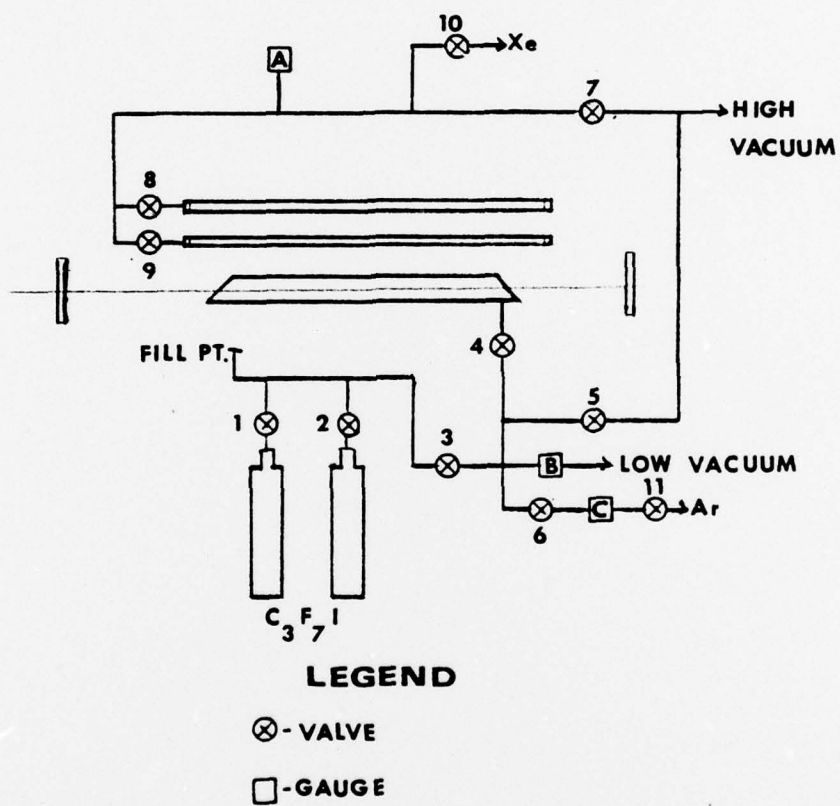 10
Xe
A
7
HIGH
VACUUM
8
9
4
FILL PT.
5
1
2
3
B
LOW VACUUM
11
6
C
Ar
C3F7I
LEGEND
⊗ - VALVE
□ - GAUGE